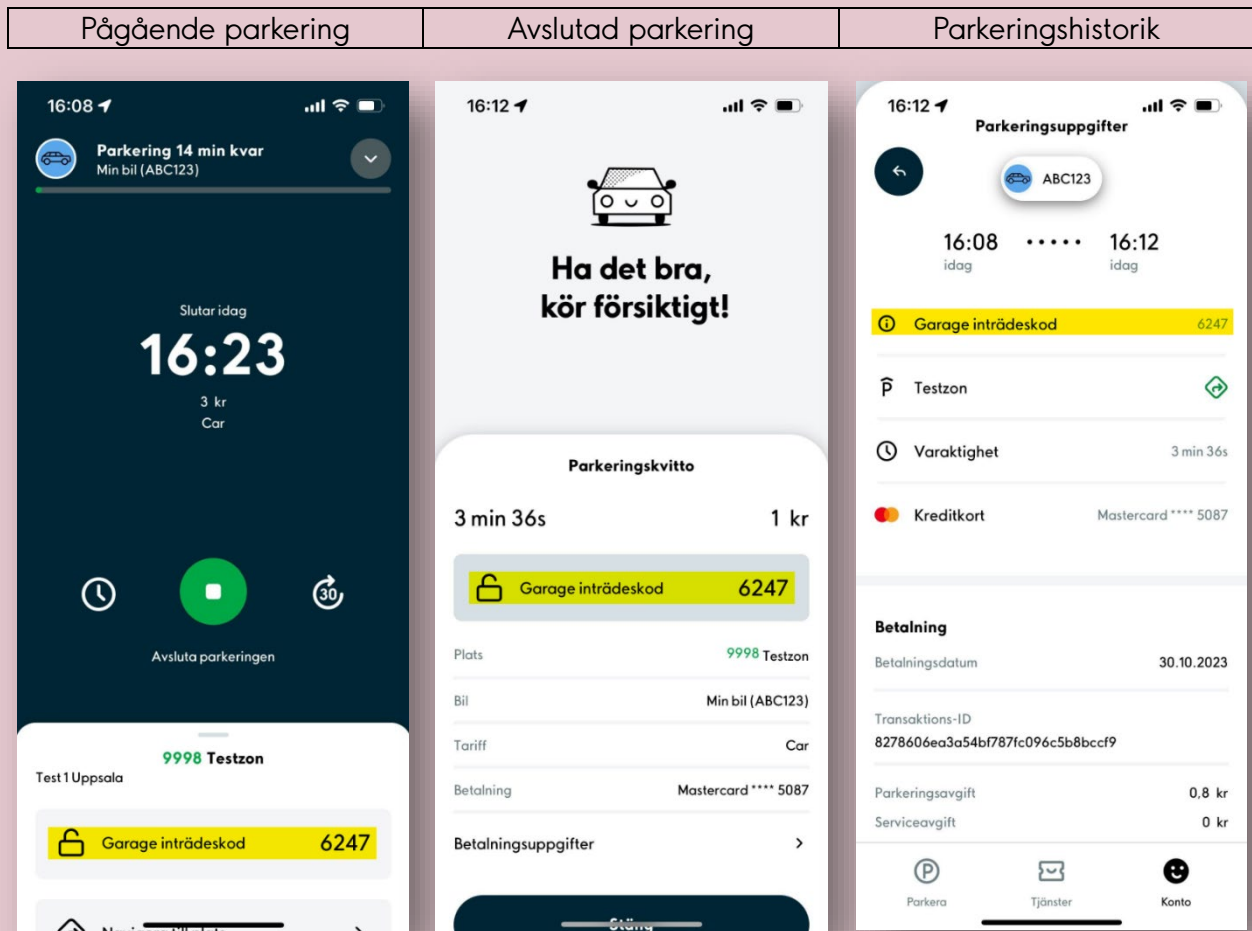 Pågående parkering
Avslutad parkering
Parkeringshistorik
16:08
Parkering 14 min kvar
Min bil (ABC123)
Slutar idag
16:23
3 kr
Car
30
Avsluta parkeringen
9998 Testzon
Test 1 Uppsala
Garage inträdeskod 6247
16:12
Ha det bra,
kör försiktigt!
Parkeringskvitto
3 min 36s 1 kr
Garage inträdeskod 6247
Plats 9998 Testzon
Bil Min bil (ABC123)
Tariff Car
Betalning Mastercard **** 5087
Betalningsuppgifter
Stäng
16:12
Parkeringsuppgifter
ABC123
16:08 ····· 16:12
idag idag
Garage inträdeskod 6247
P Testzon
Varaktighet 3 min 36s
Kreditkort Mastercard **** 5087
Betalning
Betalningsdatum 30.10.2023
Transaktions-ID
8278606ea3a54bf787fc096c5b8bccf9
Parkeringsavgift 0,8 kr
Serviceavgift 0 kr
P
Parkera Tjänster Konto